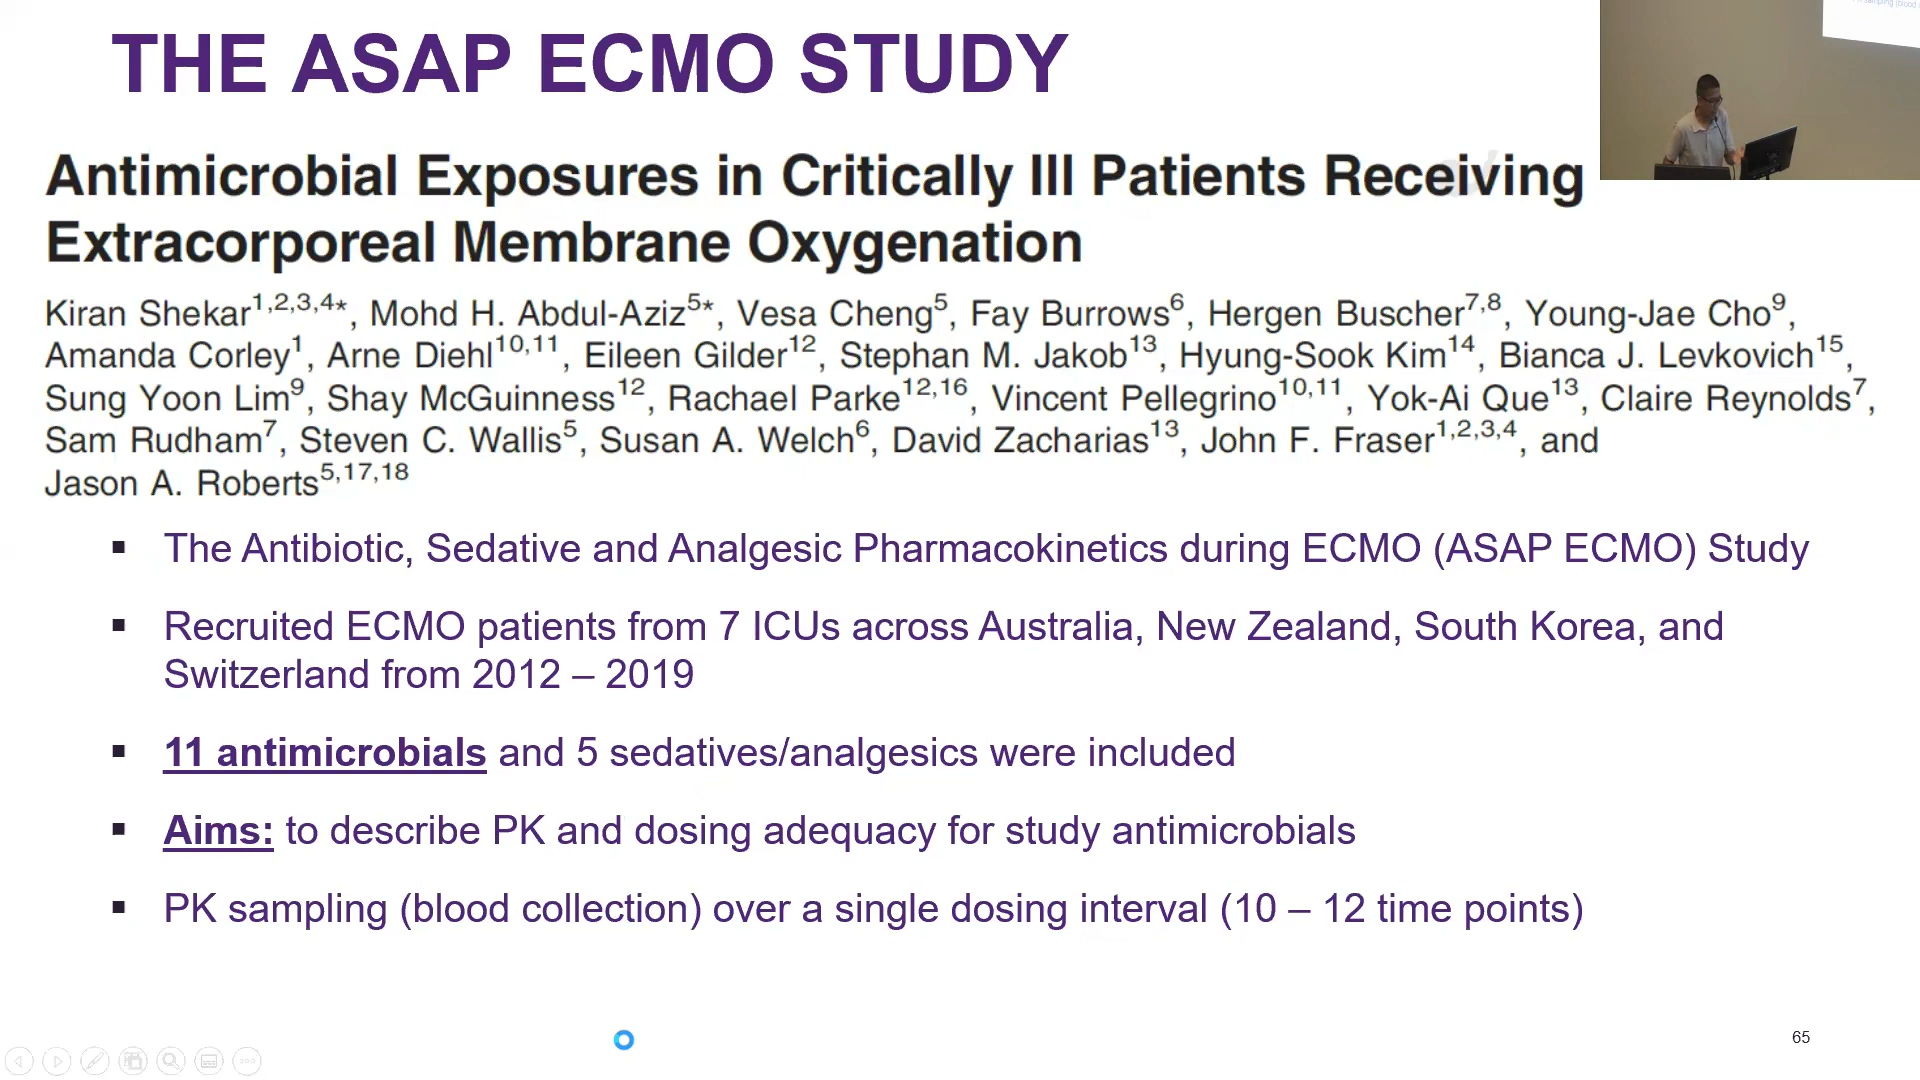 THE ASAP ECMO STUDY
Antimicrobial Exposures in Critically Ill Patients Receiving
Extracorporeal Membrane Oxygenation
Kiran Shekar1,2,3,4*, Mohd H. Abdul-Aziz5*, Vesa Cheng5, Fay Burrows6, Hergen Buscher7,8, Young-Jae Cho9,
Amanda Corley1, Arne Diehl10,11, Eileen Gilder12, Stephan M. Jakob13, Hyung-Sook Kim14, Bianca J. Levkovich15,
Sung Yoon Lim9, Shay McGuinness12, Rachael Parke12,16, Vincent Pellegrino10,11, Yok-Ai Que13, Claire Reynolds7,
Sam Rudham7, Steven C. Wallis5, Susan A. Welch6, David Zacharias13, John F. Fraser1,2,3,4, and
Jason A. Roberts5,17,18
▪ The Antibiotic, Sedative and Analgesic Pharmacokinetics during ECMO (ASAP ECMO) Study
▪ Recruited ECMO patients from 7 ICUs across Australia, New Zealand, South Korea, and
Switzerland from 2012 – 2019
▪ 11 antimicrobials and 5 sedatives/analgesics were included
▪ Aims: to describe PK and dosing adequacy for study antimicrobials
▪ PK sampling (blood collection) over a single dosing interval (10 – 12 time points)
65